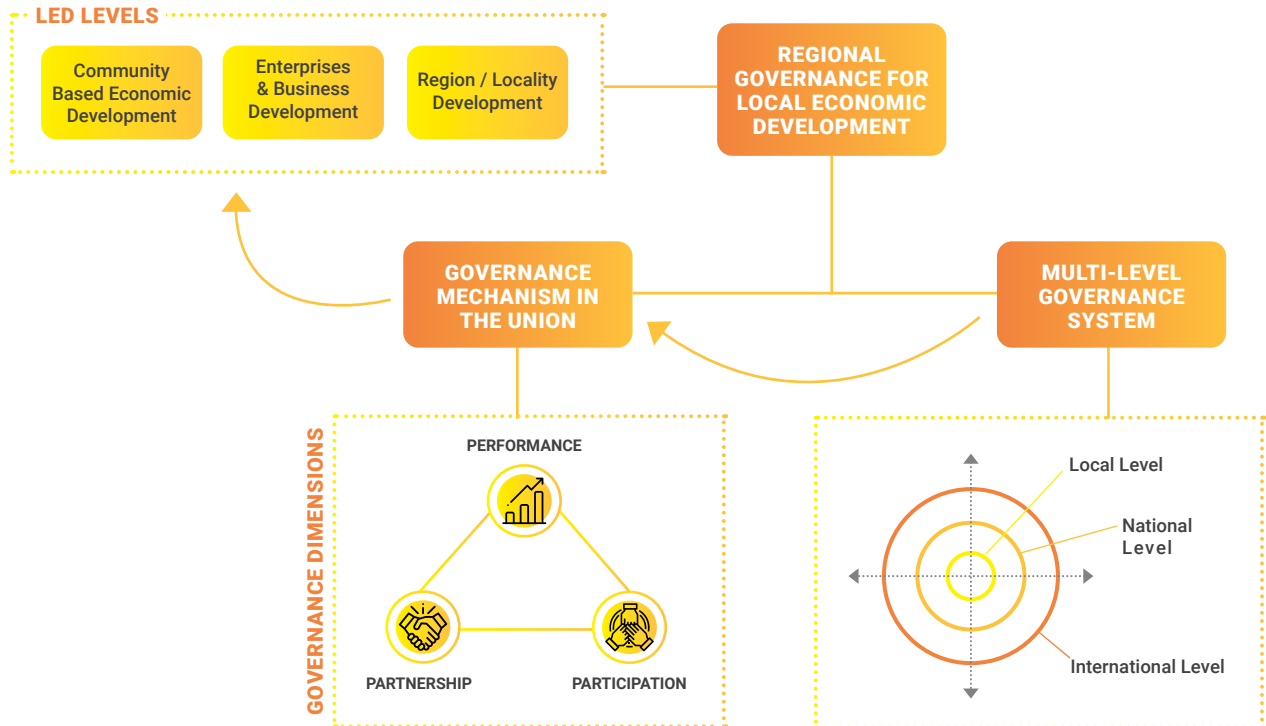 LED LEVELS
Community
Based Economic
Development
Enterprises
& Business
Development
Region / Locality
Development
REGIONAL
GOVERNANCE FOR
LOCAL ECONOMIC
DEVELOPMENT
GOVERNANCE
MECHANISM IN
THE UNION
MULTI-LEVEL
GOVERNANCE
SYSTEM
GOVERNANCE DIMENSIONS
PERFORMANCE
PARTNERSHIP
PARTICIPATION
Local Level
National
Level
International Level